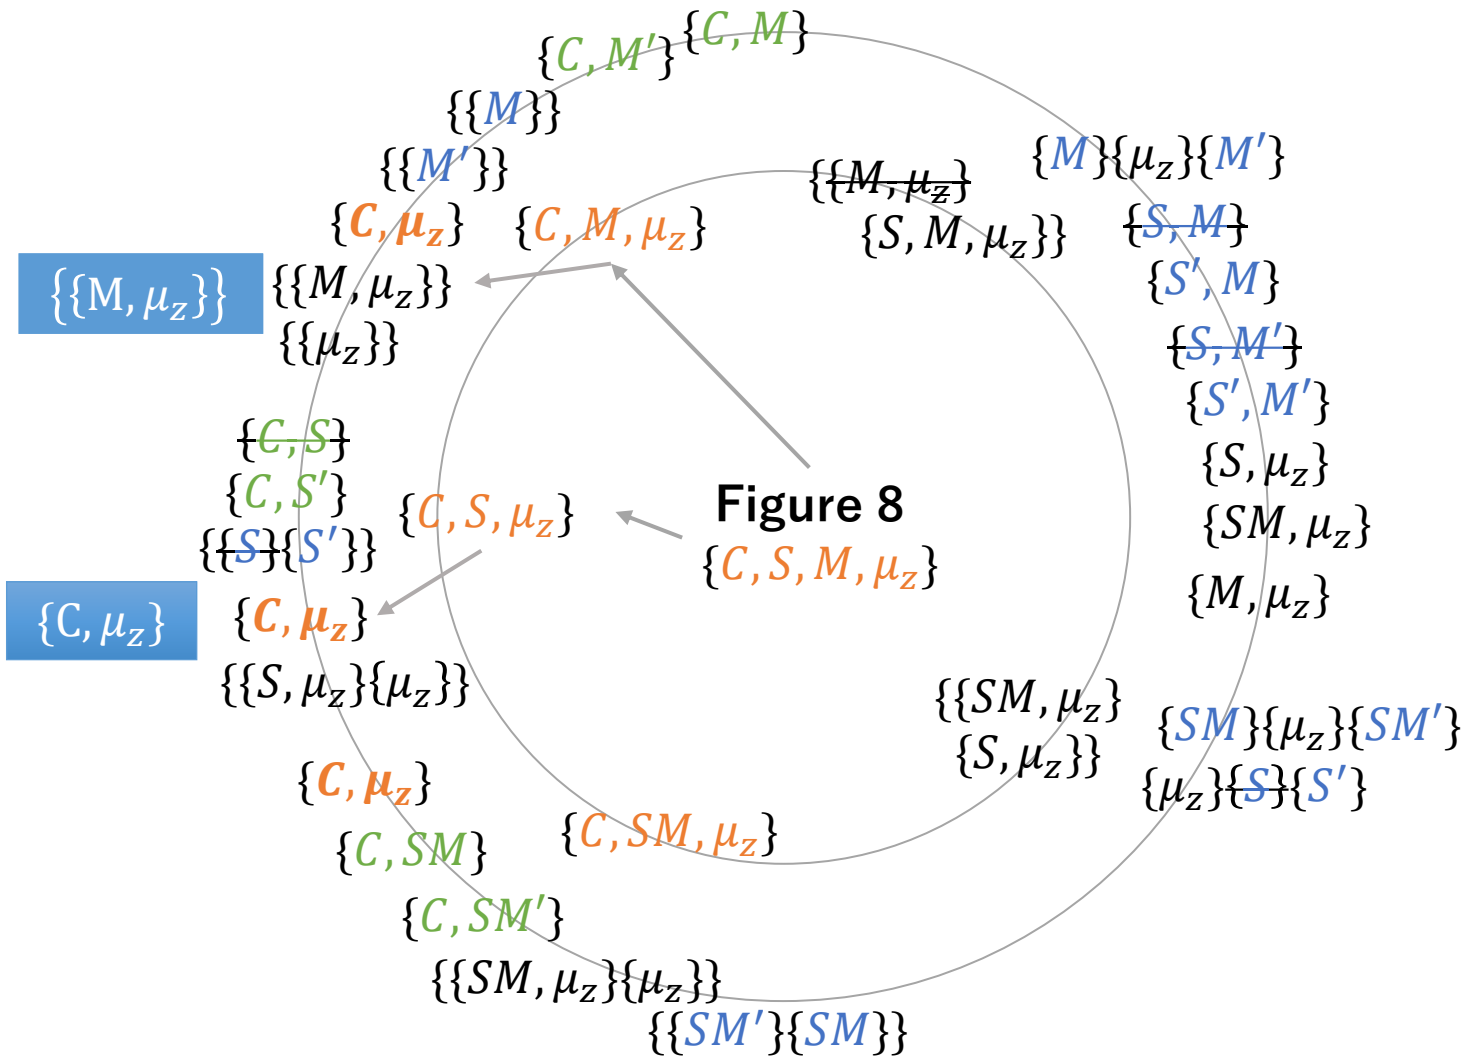 {C, M}
{C, M′}
{{M}}
{{M′}}
{C, μz}
{{M, μz}}
{{M, μz}}
{{μz}}
{C, M, μz}
{{M, μz}
{S, M, μz}}
{M}{μz}{M′}
{S, M}
{S′, M}
{S, M′}
{S′, M′}
{S, μz}
{SM, μz}
{M, μz}
{C, S}
{C, S′}
{{S}{S′}}
{C, μz}
{C, μz}
{{S, μz}{μz}}
{C, S, μz}
Figure 8
{C, S, M, μz}
{{SM, μz}
{S, μz}}
{SM}{μz}{SM′}
{μz}{S}{S′}
{C, μz}
{C, SM}
{C, SM, μz}
{C, SM′}
{{SM, μz}{μz}}
{{SM′}{SM}}